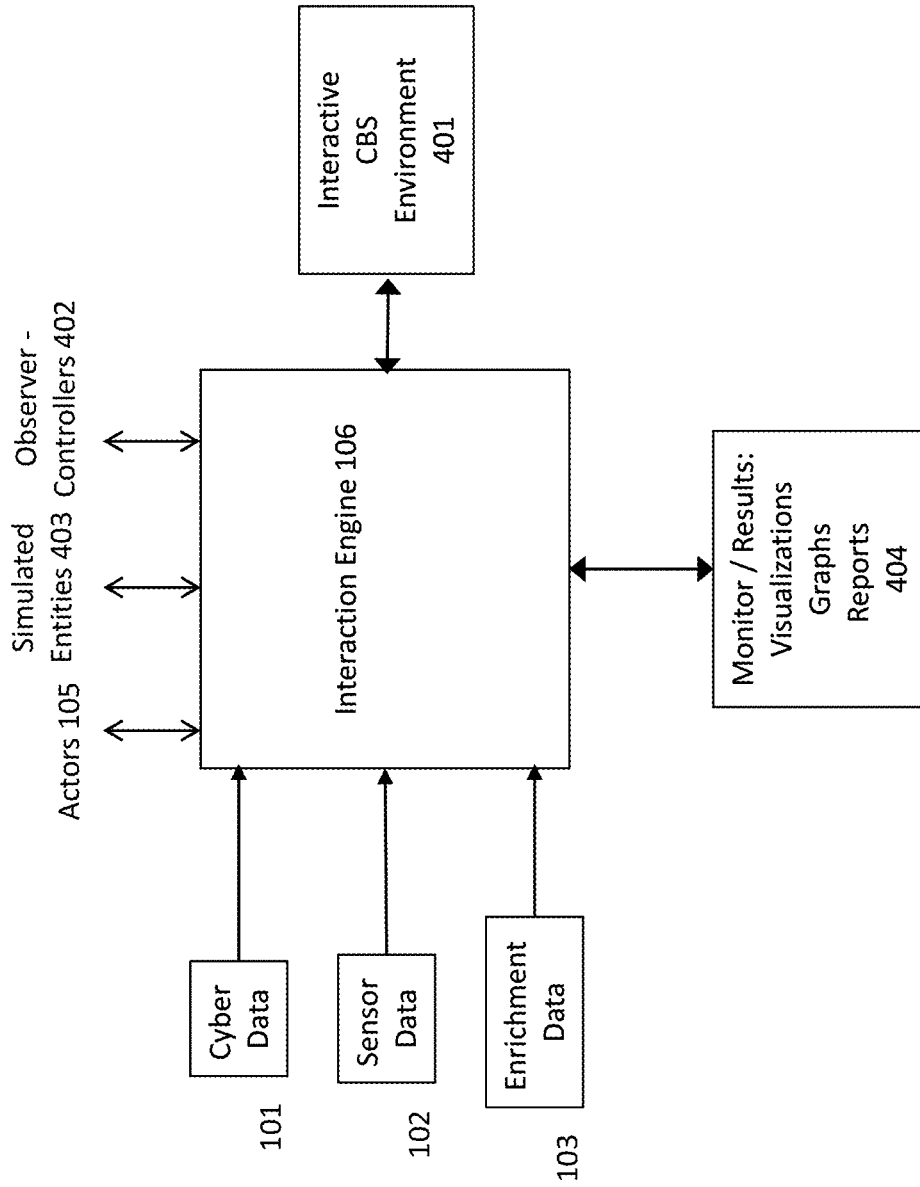 Simulated Observer -
Actors 105 Entities 403 Controllers 402
101
Cyber
Data
102
Sensor
Data
103
Enrichment
Data
Interaction Engine 106
Interactive
CBS
Environment
401
Monitor / Results:
Visualizations
Graphs
Reports
404